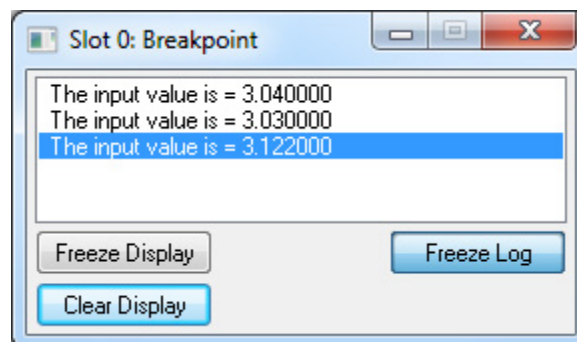 Slot 0: Breakpoint
The input value is = 3.040000
The input value is = 3.030000
The input value is = 3.122000
Freeze Display
Freeze Log
Clear Display